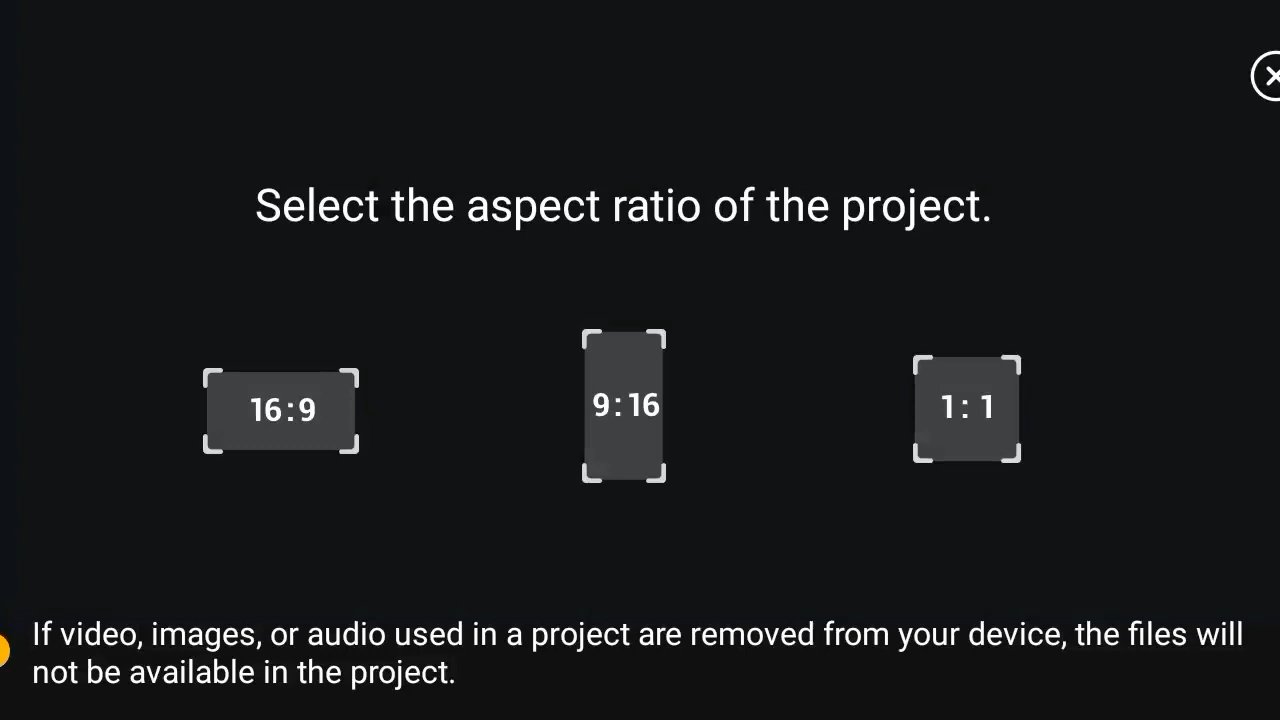 Select the aspect ratio of the project.
16:9
9:16
1:1
If video, images, or audio used in a project are removed from your device, the files will
not be available in the project.